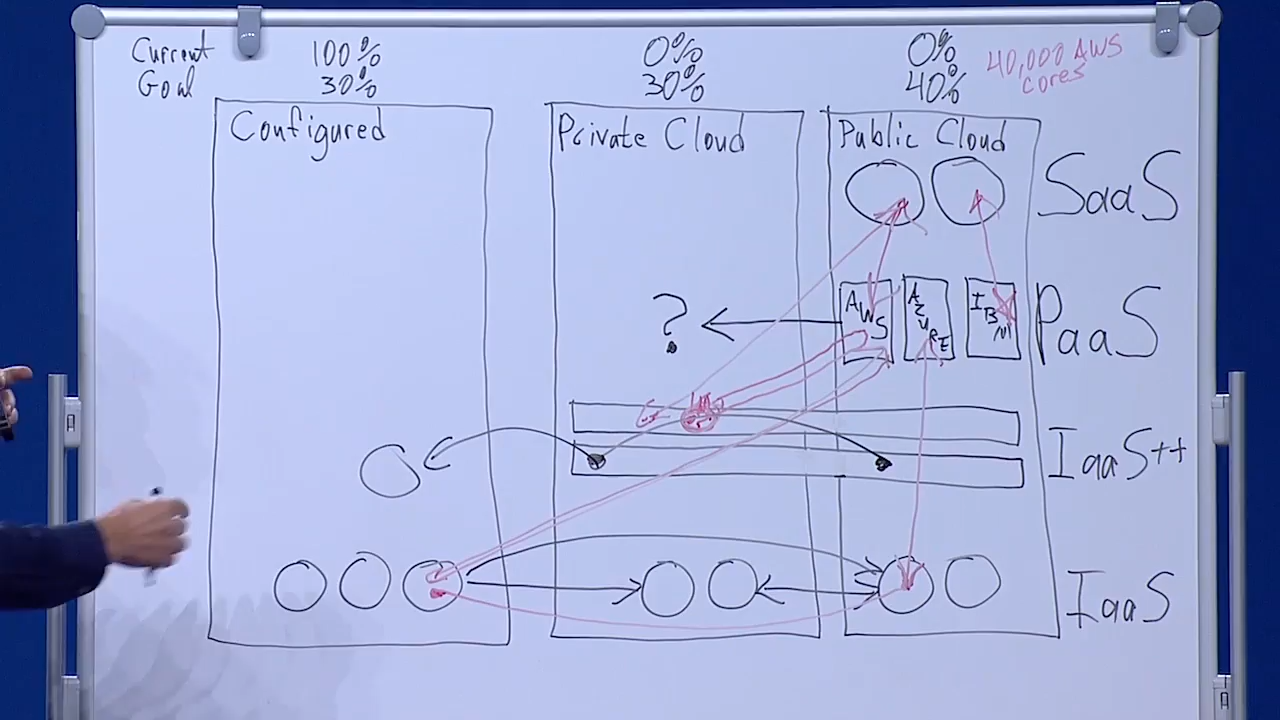 Current 100% 0% 0% 40,000 AWS
Goal 30% 30% 40% cores
Configured Private Cloud Public Cloud
SaaS
? AWS AZURE IBM PaaS
IaaS++
IaaS